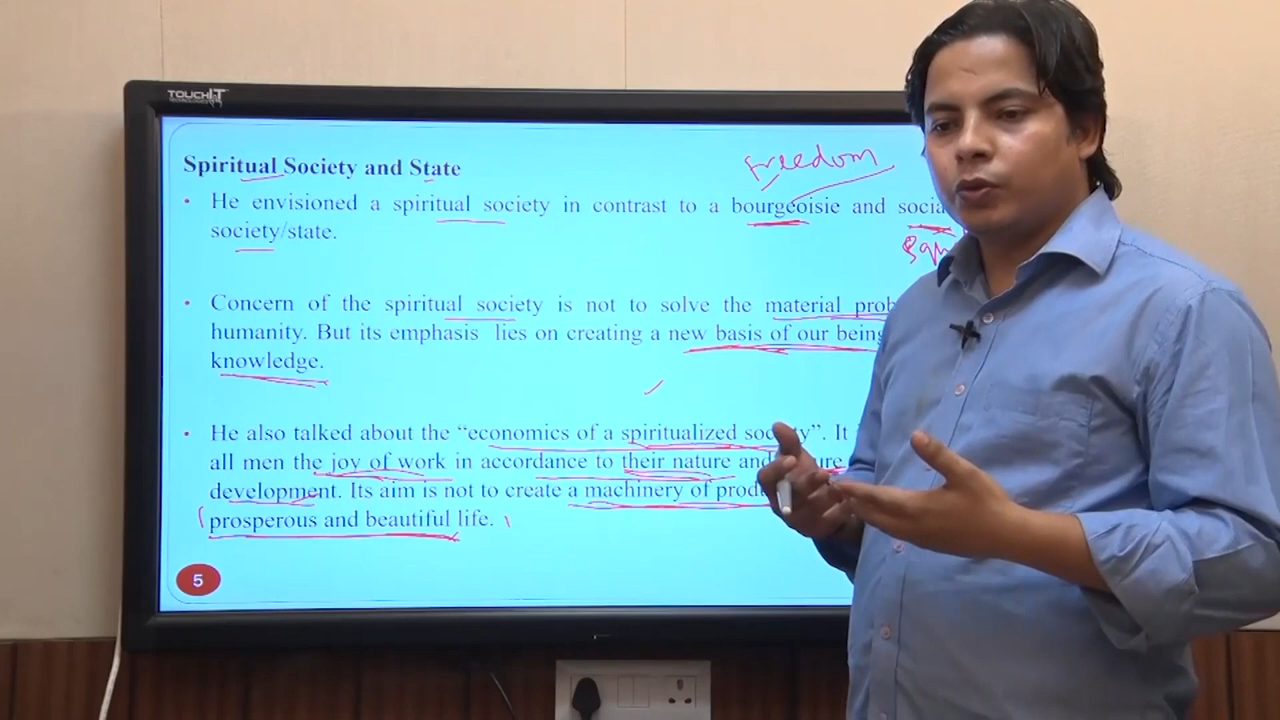 TOUCHIT
TECHNOLOGIES
Spiritual Society and State
Freedom
• He envisioned a spiritual society in contrast to a bourgeoisie and
society/state.
• Concern of the spiritual society is not to solve the material
humanity. But its emphasis lies on creating a new basis of our being
knowledge.
• He also talked about the “economics of a spiritualized society”. It
all men the joy of work in accordance to their nature and
development. Its aim is not to create a machinery of
prosperous and beautiful life.
5